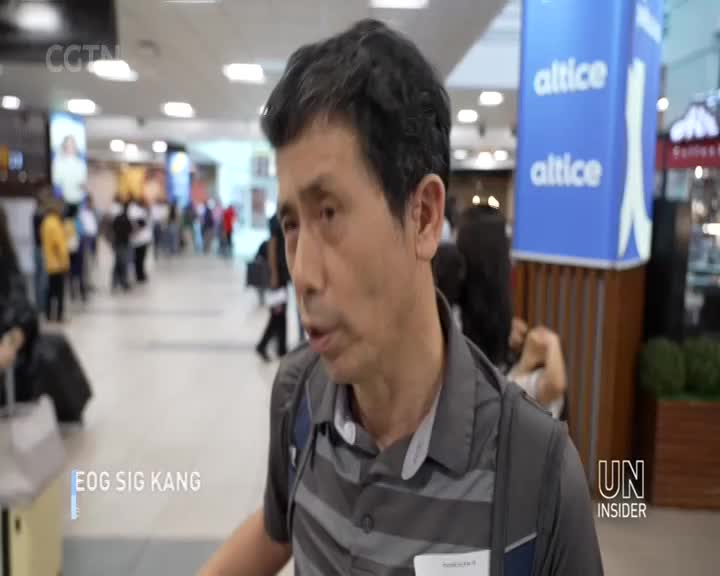 CGTN
altice
altice
EOG SIG KANG
UN
INSIDER